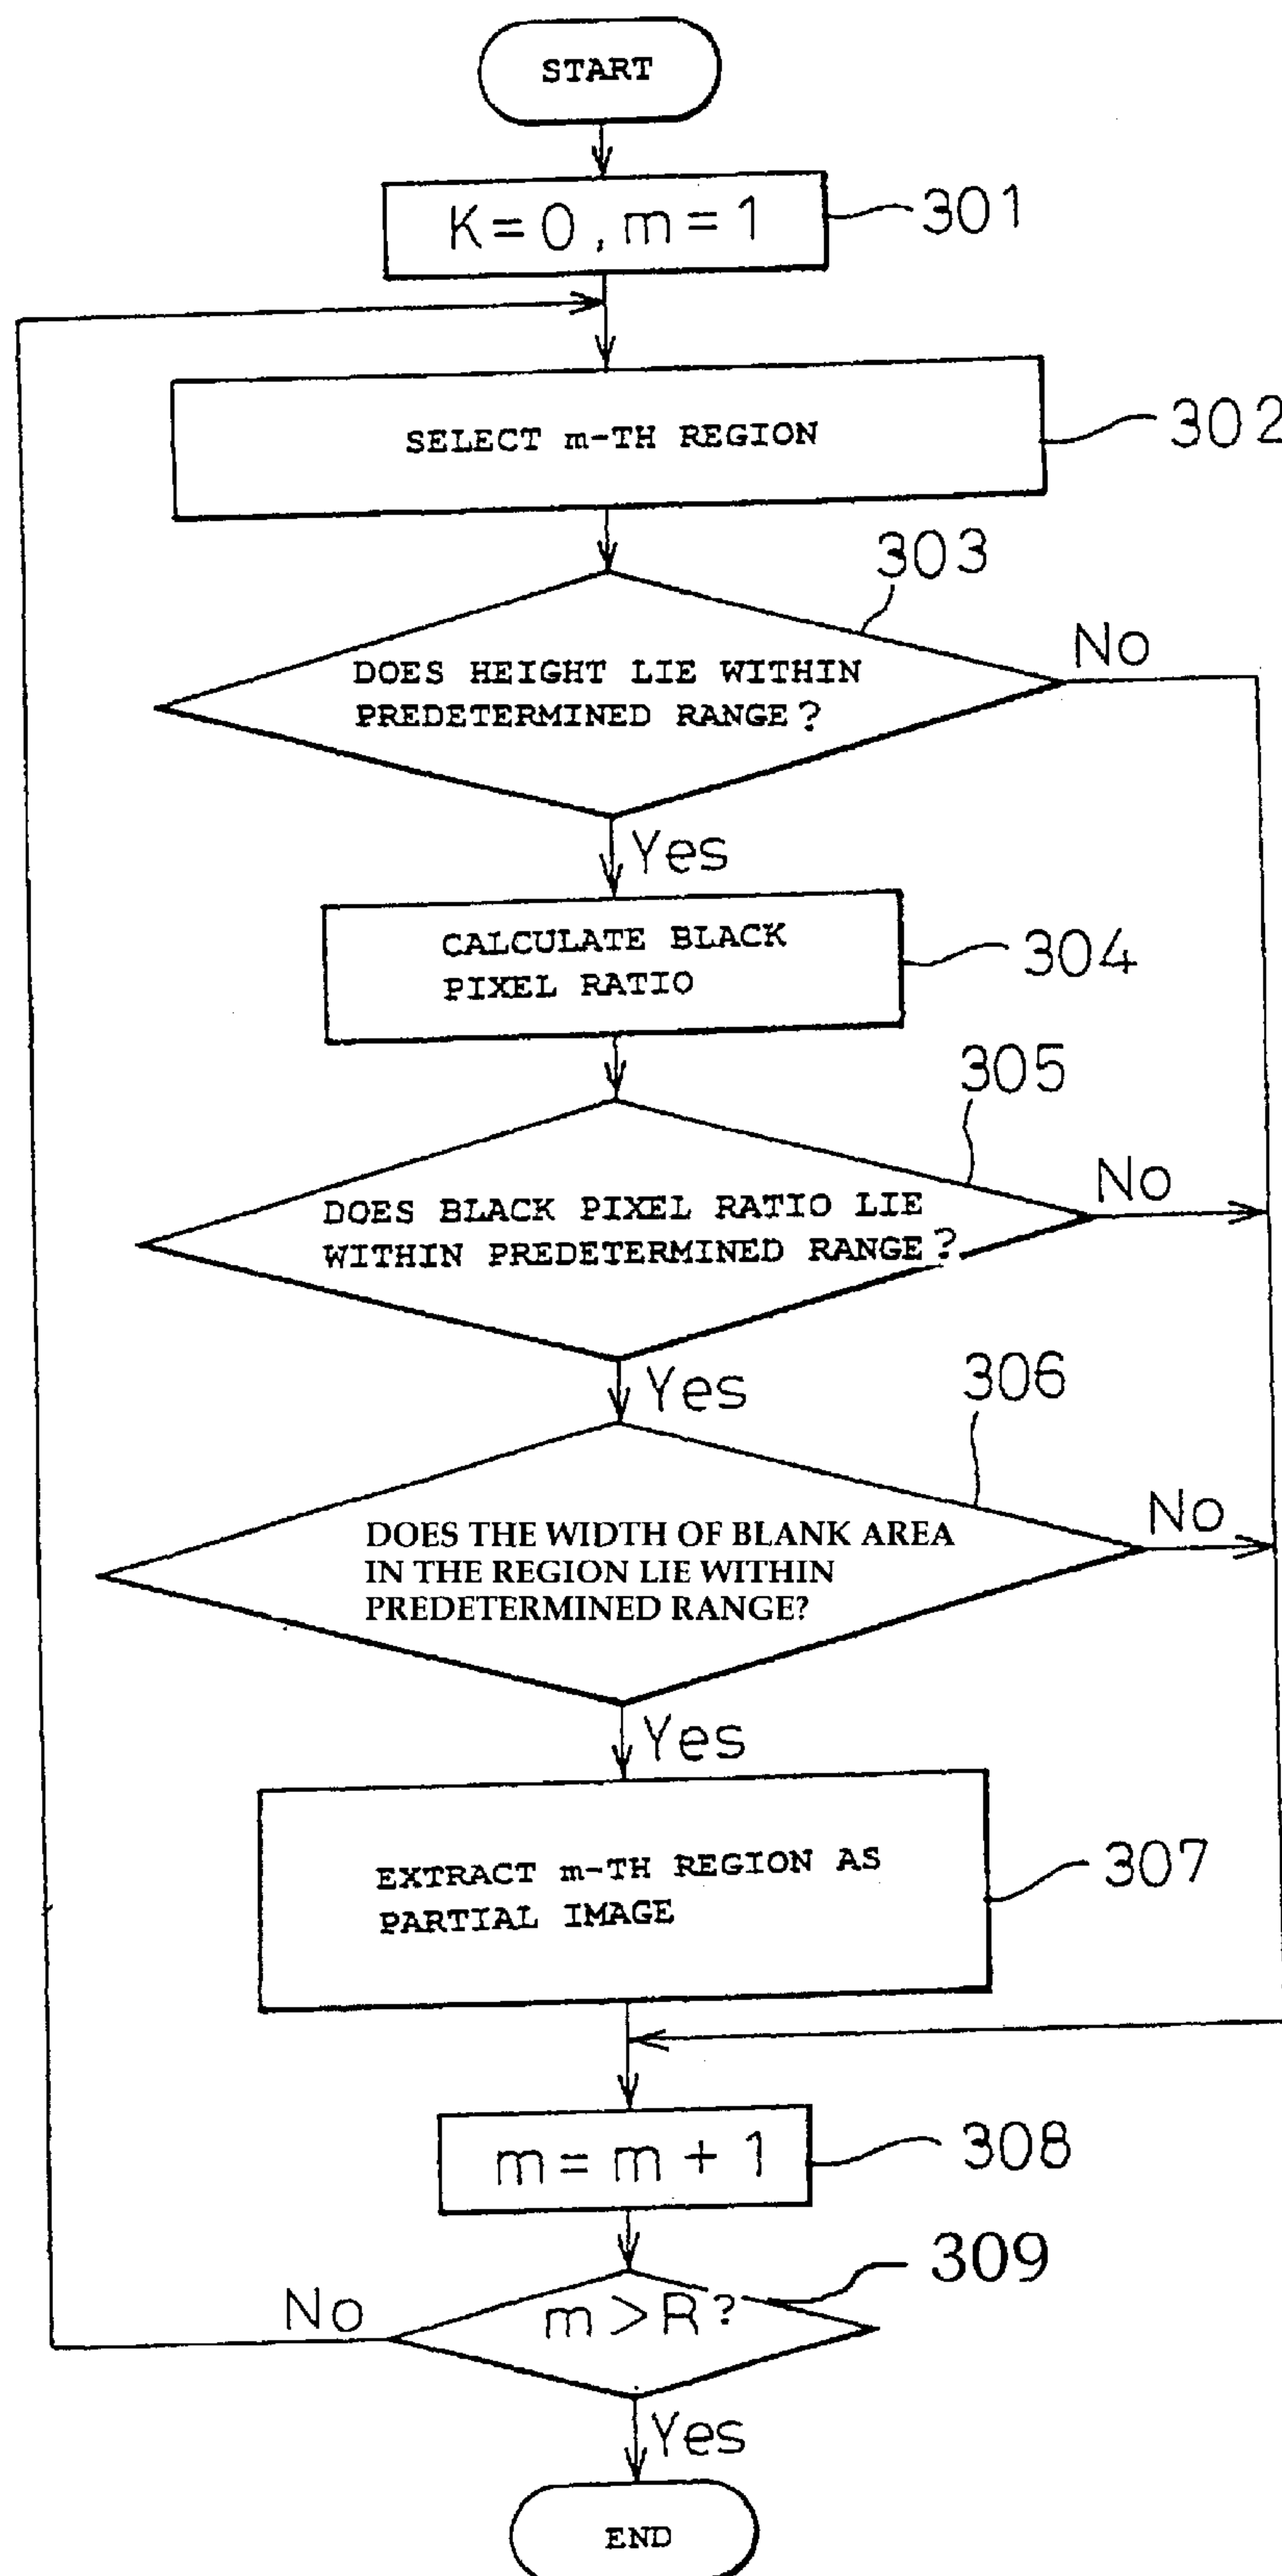 START
K=0, m=1
301
SELECT m-TH REGION
302
303
DOES HEIGHT LIE WITHIN
PREDETERMINED RANGE?
No
Yes
CALCULATE BLACK
PIXEL RATIO
304
305
DOES BLACK PIXEL RATIO LIE
WITHIN PREDETERMINED RANGE?
No
Yes
306
DOES THE WIDTH OF BLANK AREA
IN THE REGION LIE WITHIN
PREDETERMINED RANGE?
No
Yes
EXTRACT m-TH REGION AS
PARTIAL IMAGE
307
m=m+1
308
309
m>R?
No
Yes
END